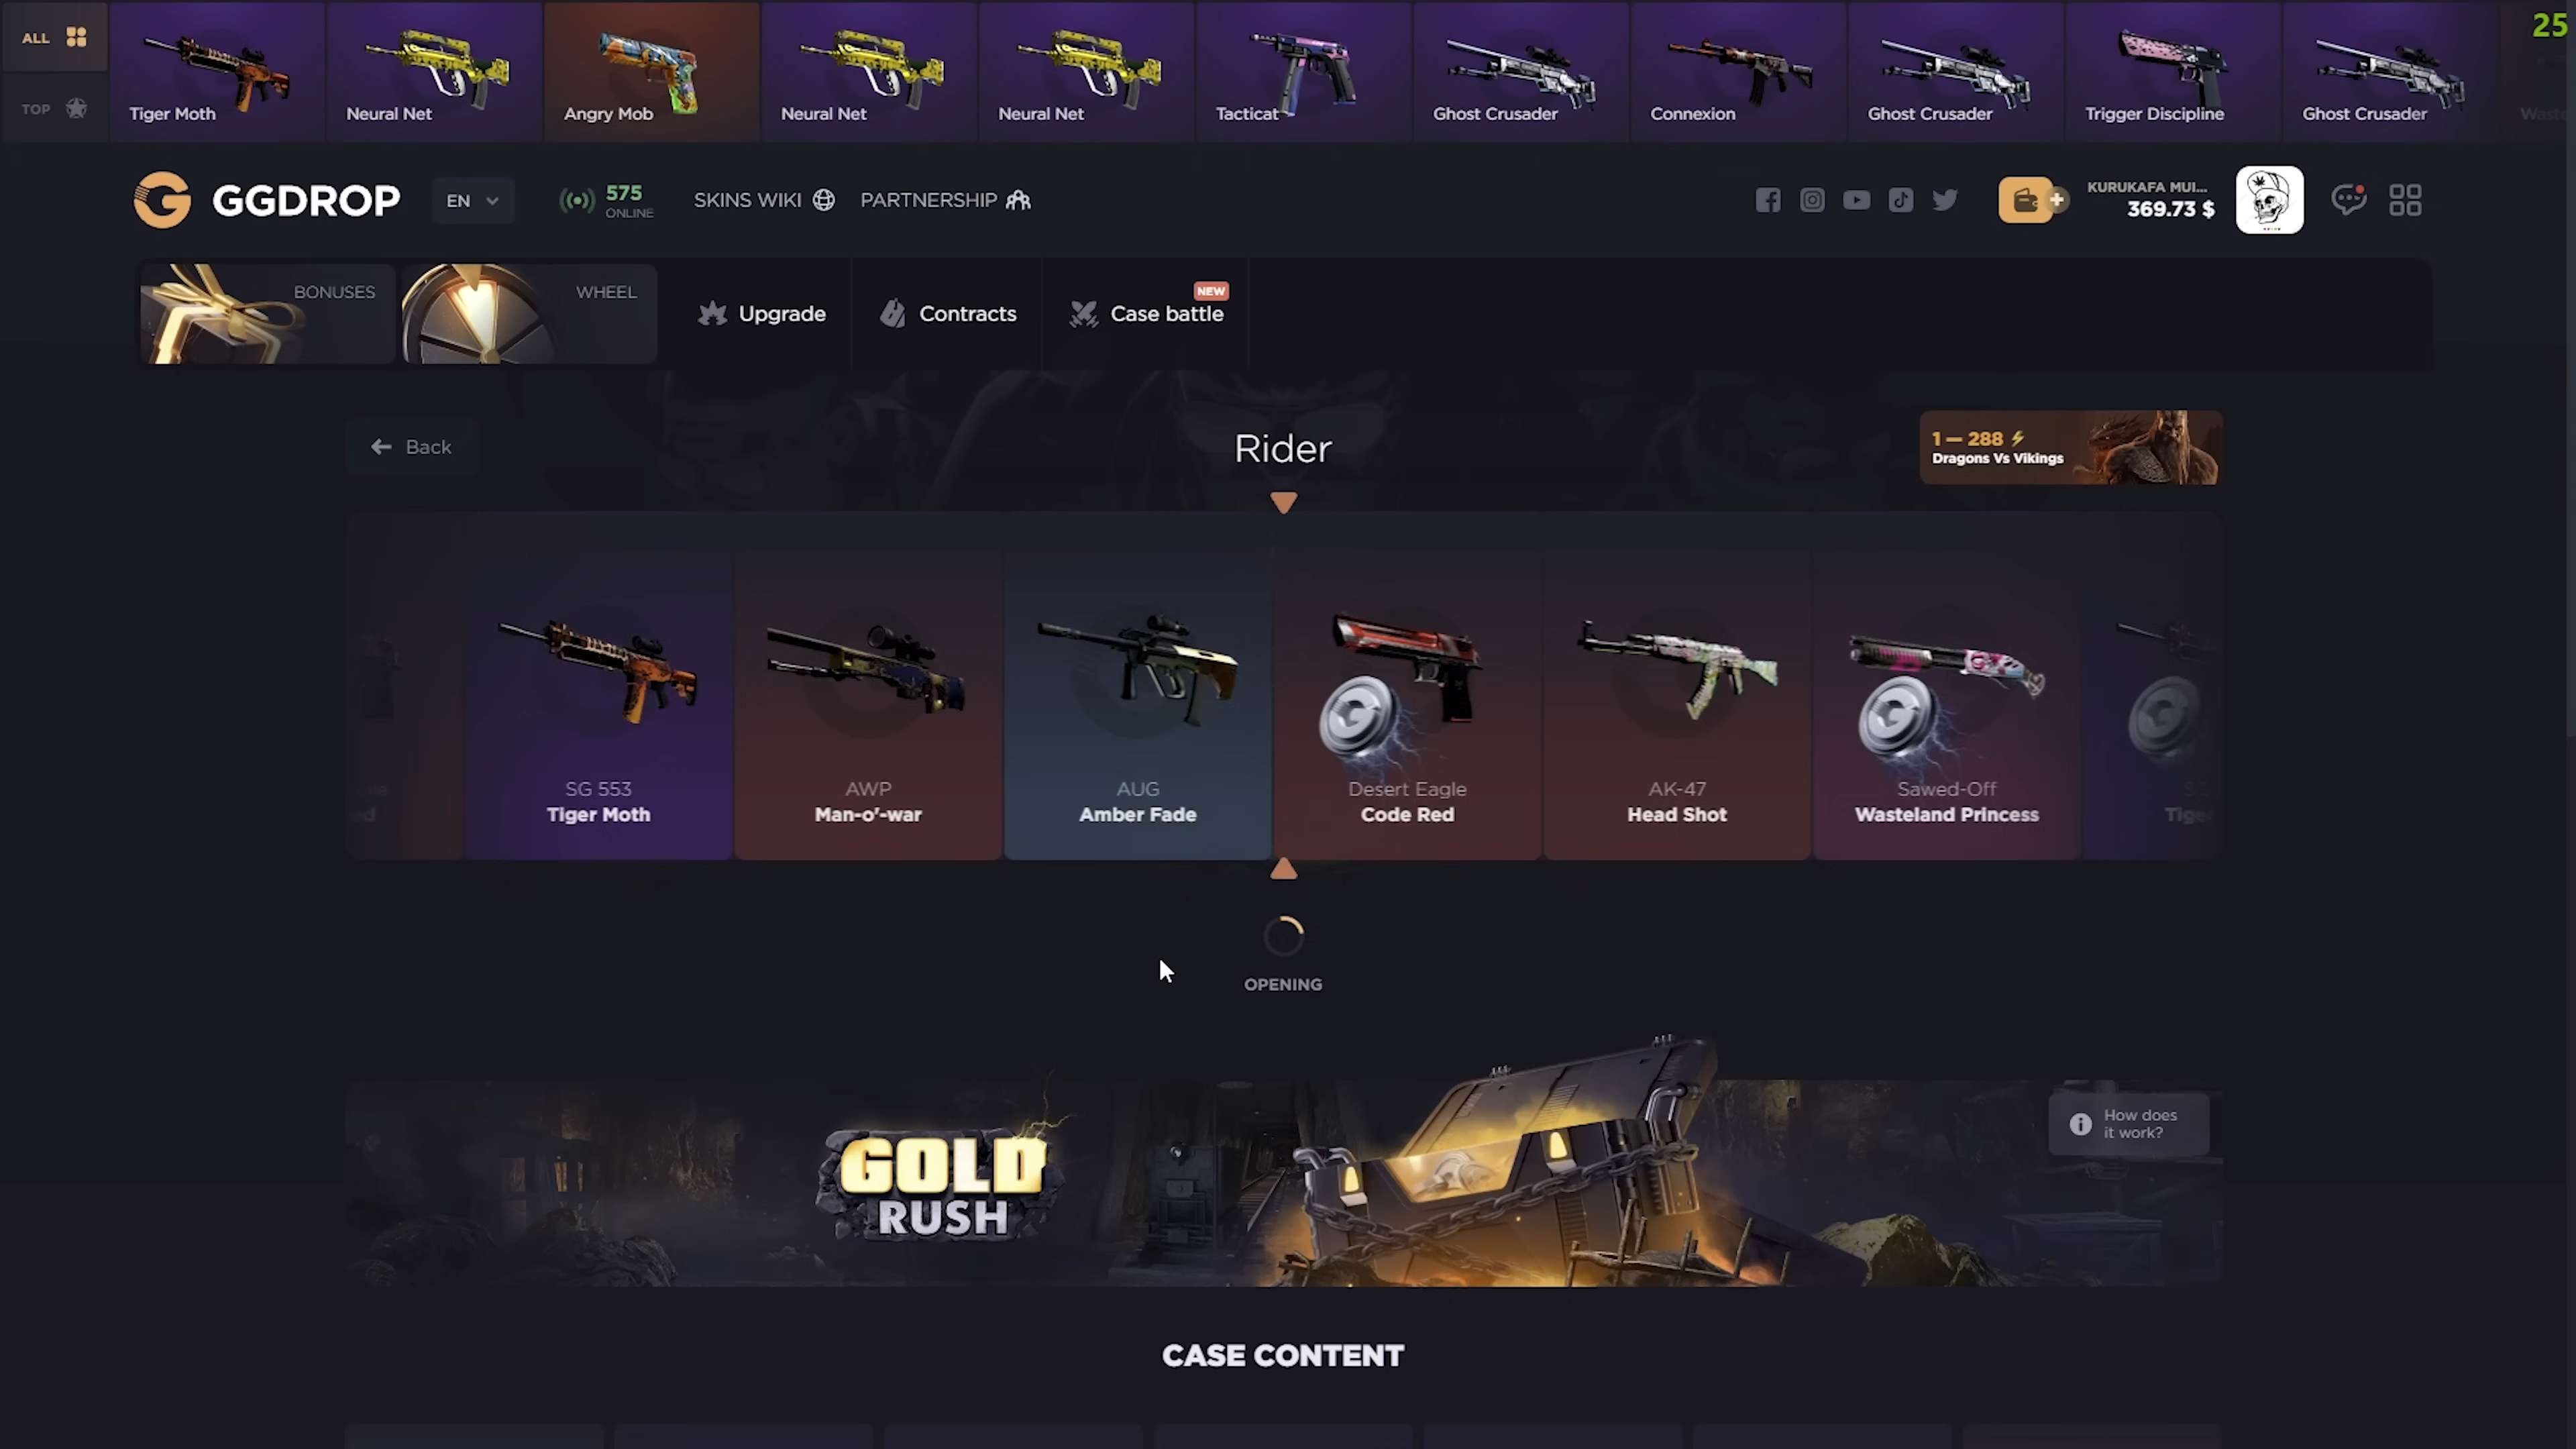 ALL
TOP
Tiger Moth
Neural Net
Angry Mob
Neural Net
Neural Net
Tacticat
Ghost Crusader
Connexion
Ghost Crusader
Trigger Discipline
Ghost Crusader
25
GGDROP
EN
575
ONLINE
SKINS WIKI
PARTNERSHIP
KURUKAFA MUI...
369.73 $
BONUSES
WHEEL
Upgrade
Contracts
NEW
Case battle
Back
Rider
1 — 288
Dragons Vs Vikings
SG 553
Tiger Moth
AWP
Man-o'-war
AUG
Amber Fade
Desert Eagle
Code Red
AK-47
Head Shot
Sawed-Off
Wasteland Princess
Tiger
OPENING
GOLD
RUSH
How does
it work?
CASE CONTENT